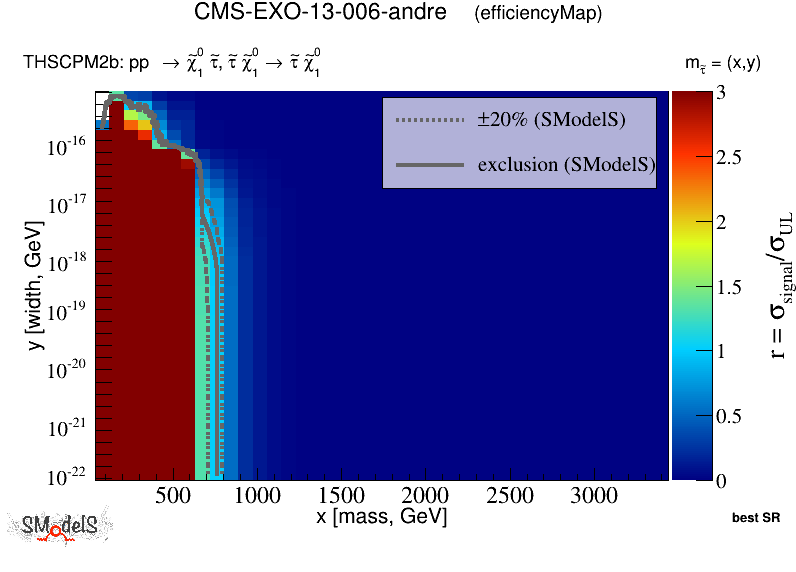 CMS-EXO-13-006-andre (efficiencyMap)
THSCPM2b: pp → χ̃₁⁰ τ̃, τ̃ χ̃₁⁰ → τ̃ χ̃₁⁰
m_τ̃ = (x,y)
±20% (SModelS)
exclusion (SModelS)
10⁻¹⁶
10⁻¹⁷
10⁻¹⁸
10⁻¹⁹
10⁻²⁰
10⁻²¹
10⁻²²
y [width, GeV]
500 1000 1500 2000 2500 3000
x [mass, GeV]
3
2.5
2
1.5
1
0.5
0
r = σ_signal/σ_UL
SModelS
best SR